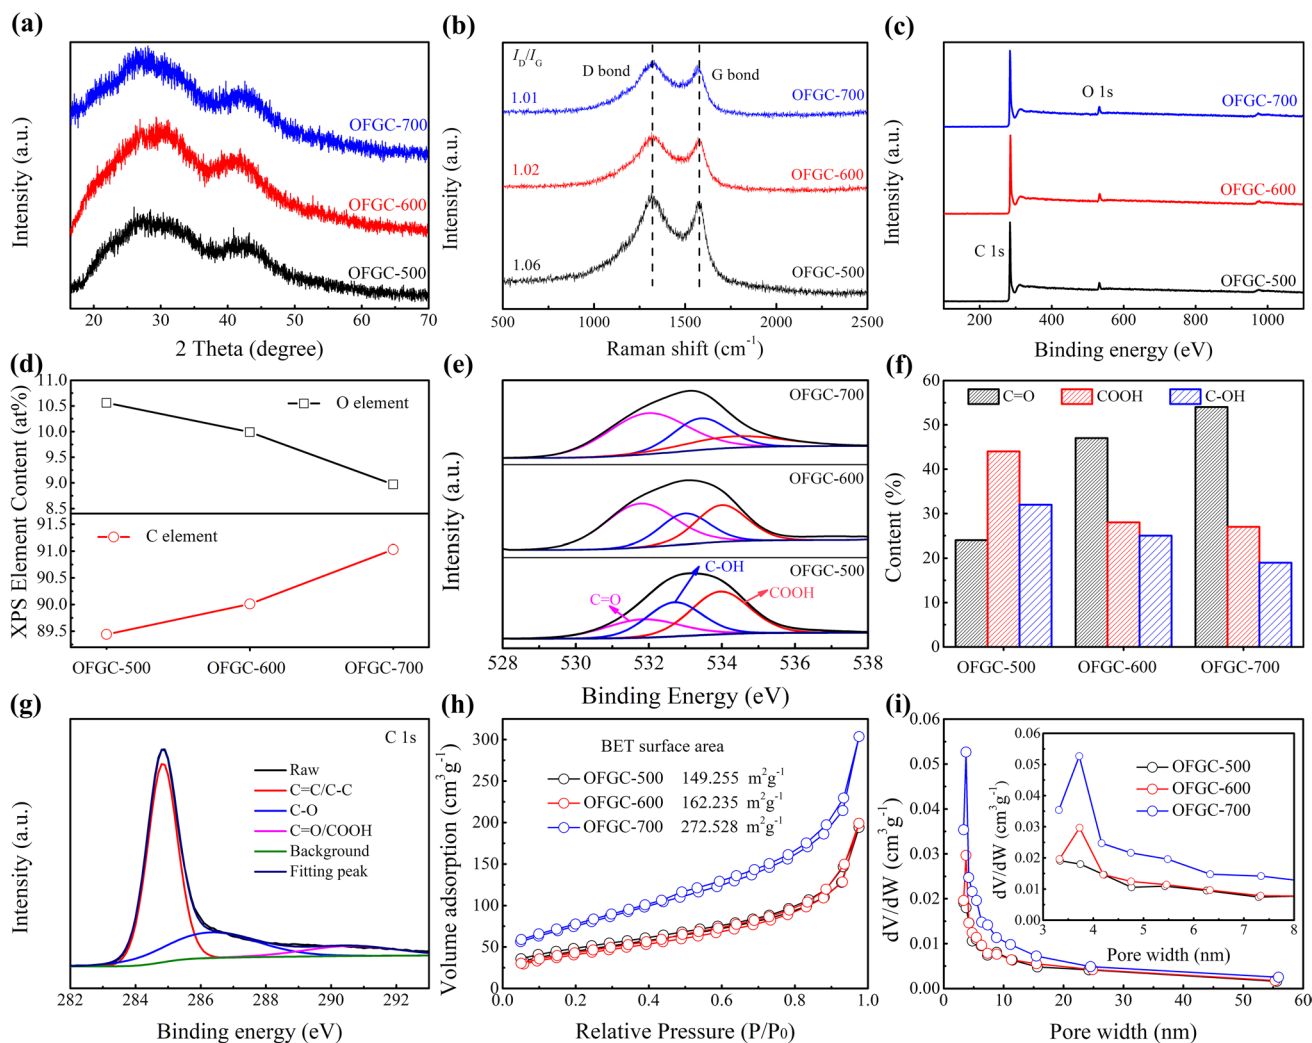 (a)
Intensity (a.u.)
OFGC-700
OFGC-600
OFGC-500
20 30 40 50 60 70
2 Theta (degree)
(b)
Intensity (a.u.)
I_D/I_G
D bond
G bond
1.01
OFGC-700
1.02
OFGC-600
1.06
OFGC-500
500 1000 1500 2000 2500
Raman shift (cm⁻¹)
(c)
Intensity (a.u.)
O 1s
OFGC-700
OFGC-600
C 1s
OFGC-500
200 400 600 800 1000
Binding energy (eV)
(d)
XPS Element Content (at%)
11.0
10.5
10.0
9.5
9.0
8.5
O element
91.5
91.0
90.5
90.0
89.5
C element
OFGC-500 OFGC-600 OFGC-700
(e)
Intensity (a.u.)
OFGC-700
OFGC-600
OFGC-500
C-OH
C=O
COOH
528 530 532 534 536 538
Binding Energy (eV)
(f)
Content (%)
60
50
40
30
20
10
0
C=O COOH C-OH
OFGC-500 OFGC-600 OFGC-700
(g)
Intensity (a.u.)
C 1s
Raw
C=C/C-C
C-O
C=O/COOH
Background
Fitting peak
282 284 286 288 290 292
Binding energy (eV)
(h)
Volume adsorption (cm³g⁻¹)
300
250
200
150
100
50
0
BET surface area
OFGC-500 149.255 m²g⁻¹
OFGC-600 162.235 m²g⁻¹
OFGC-700 272.528 m²g⁻¹
0.0 0.2 0.4 0.6 0.8 1.0
Relative Pressure (P/P₀)
(i)
dV/dW (cm³g⁻¹)
0.06
0.05
0.04
0.03
0.02
0.01
0.00
dV/dW (cm³g⁻¹)
0.06
0.05
0.04
0.03
0.02
0.01
0.00
OFGC-500
OFGC-600
OFGC-700
3 4 5 6 7 8
Pore width (nm)
0 10 20 30 40 50 60
Pore width (nm)